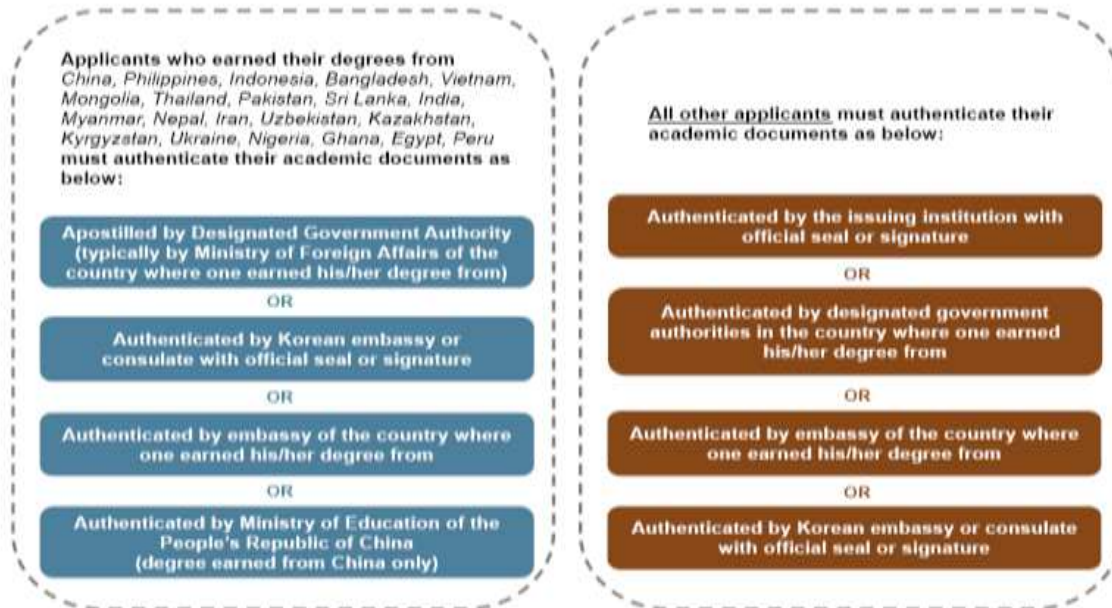 Applicants who earned their degrees from
China, Philippines, Indonesia, Bangladesh, Vietnam,
Mongolia, Thailand, Pakistan, Sri Lanka, India,
Myanmar, Nepal, Iran, Uzbekistan, Kazakhstan,
Kyrgyzstan, Ukraine, Nigeria, Ghana, Egypt, Peru
must authenticate their academic documents as
below:
Apostilled by Designated Government Authority
(typically by Ministry of Foreign Affairs of the
country where one earned his/her degree from)
OR
Authenticated by Korean embassy or
consulate with official seal or signature
OR
Authenticated by embassy of the country where
one earned his/her degree from
OR
Authenticated by Ministry of Education of the
People's Republic of China
(degree earned from China only)
All other applicants must authenticate their
academic documents as below:
Authenticated by the issuing institution with
official seal or signature
OR
Authenticated by designated government
authorities in the country where one earned
his/her degree from
OR
Authenticated by embassy of the country where
one earned his/her degree from
OR
Authenticated by Korean embassy or consulate
with official seal or signature